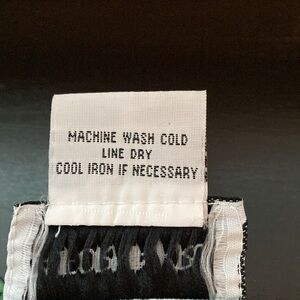 MACHINE WASH COLD
LINE DRY
COOL IRON IF NECESSARY